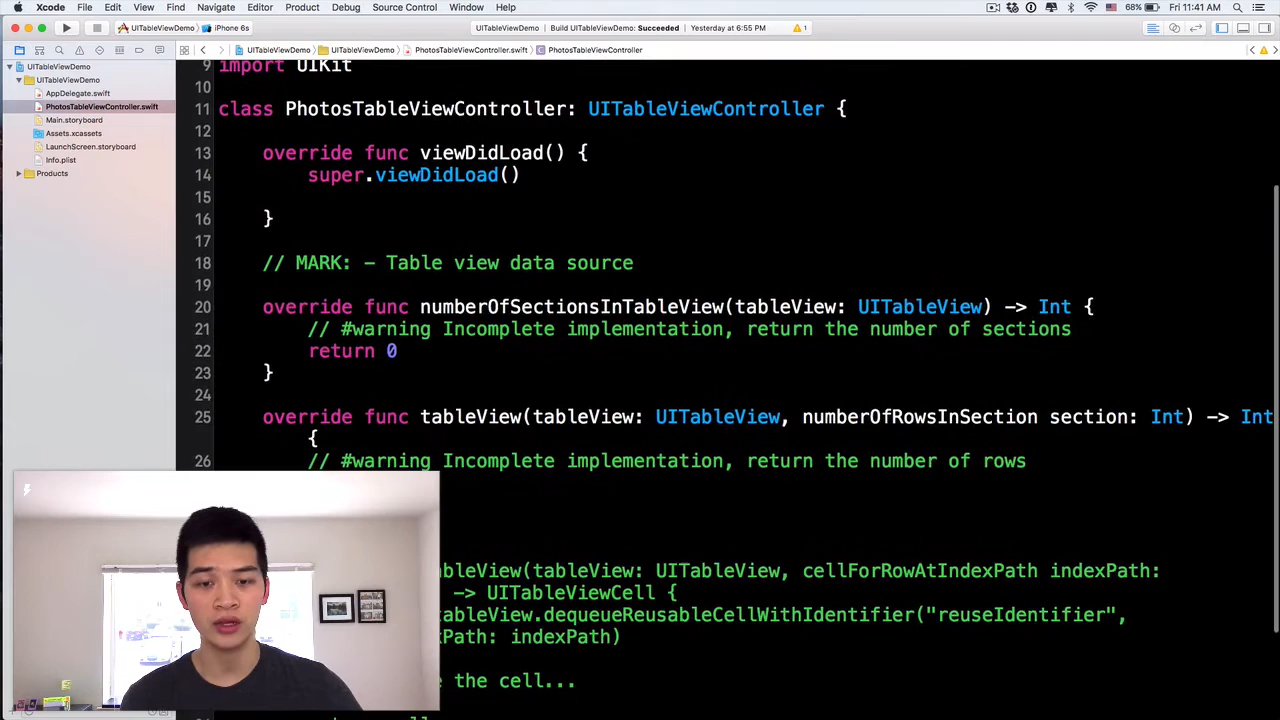 Xcode File Edit View Find Navigate Editor Product Debug Source Control Window Help 68% Fri 11:41 AM
UITableViewDemo iPhone 6s UITableViewDemo Build UITableViewDemo: Succeeded Yesterday at 6:55 PM 1
UITableViewDemo UITableViewDemo PhotosTableViewController.swift PhotosTableViewController
UITableViewDemo
UITableViewDemo
AppDelegate.swift
PhotosTableViewController.swift
Main.storyboard
Assets.xcassets
LaunchScreen.storyboard
Info.plist
Products
9 import UIKit
10
11 class PhotosTableViewController: UITableViewController {
12
13 override func viewDidLoad() {
14 super.viewDidLoad()
15
16 }
17
18 // MARK: - Table view data source
19
20 override func numberOfSectionsInTableView(tableView: UITableView) -> Int {
21 // #warning Incomplete implementation, return the number of sections
22 return 0
23 }
24
25 override func tableView(tableView: UITableView, numberOfRowsInSection section: Int) -> Int
{
26 // #warning Incomplete implementation, return the number of rows
bleView(tableView: UITableView, cellForRowAtIndexPath indexPath:
-> UITableViewCell {
tableView.dequeueReusableCellWithIdentifier("reuseIdentifier",
xPath: indexPath)
the cell...